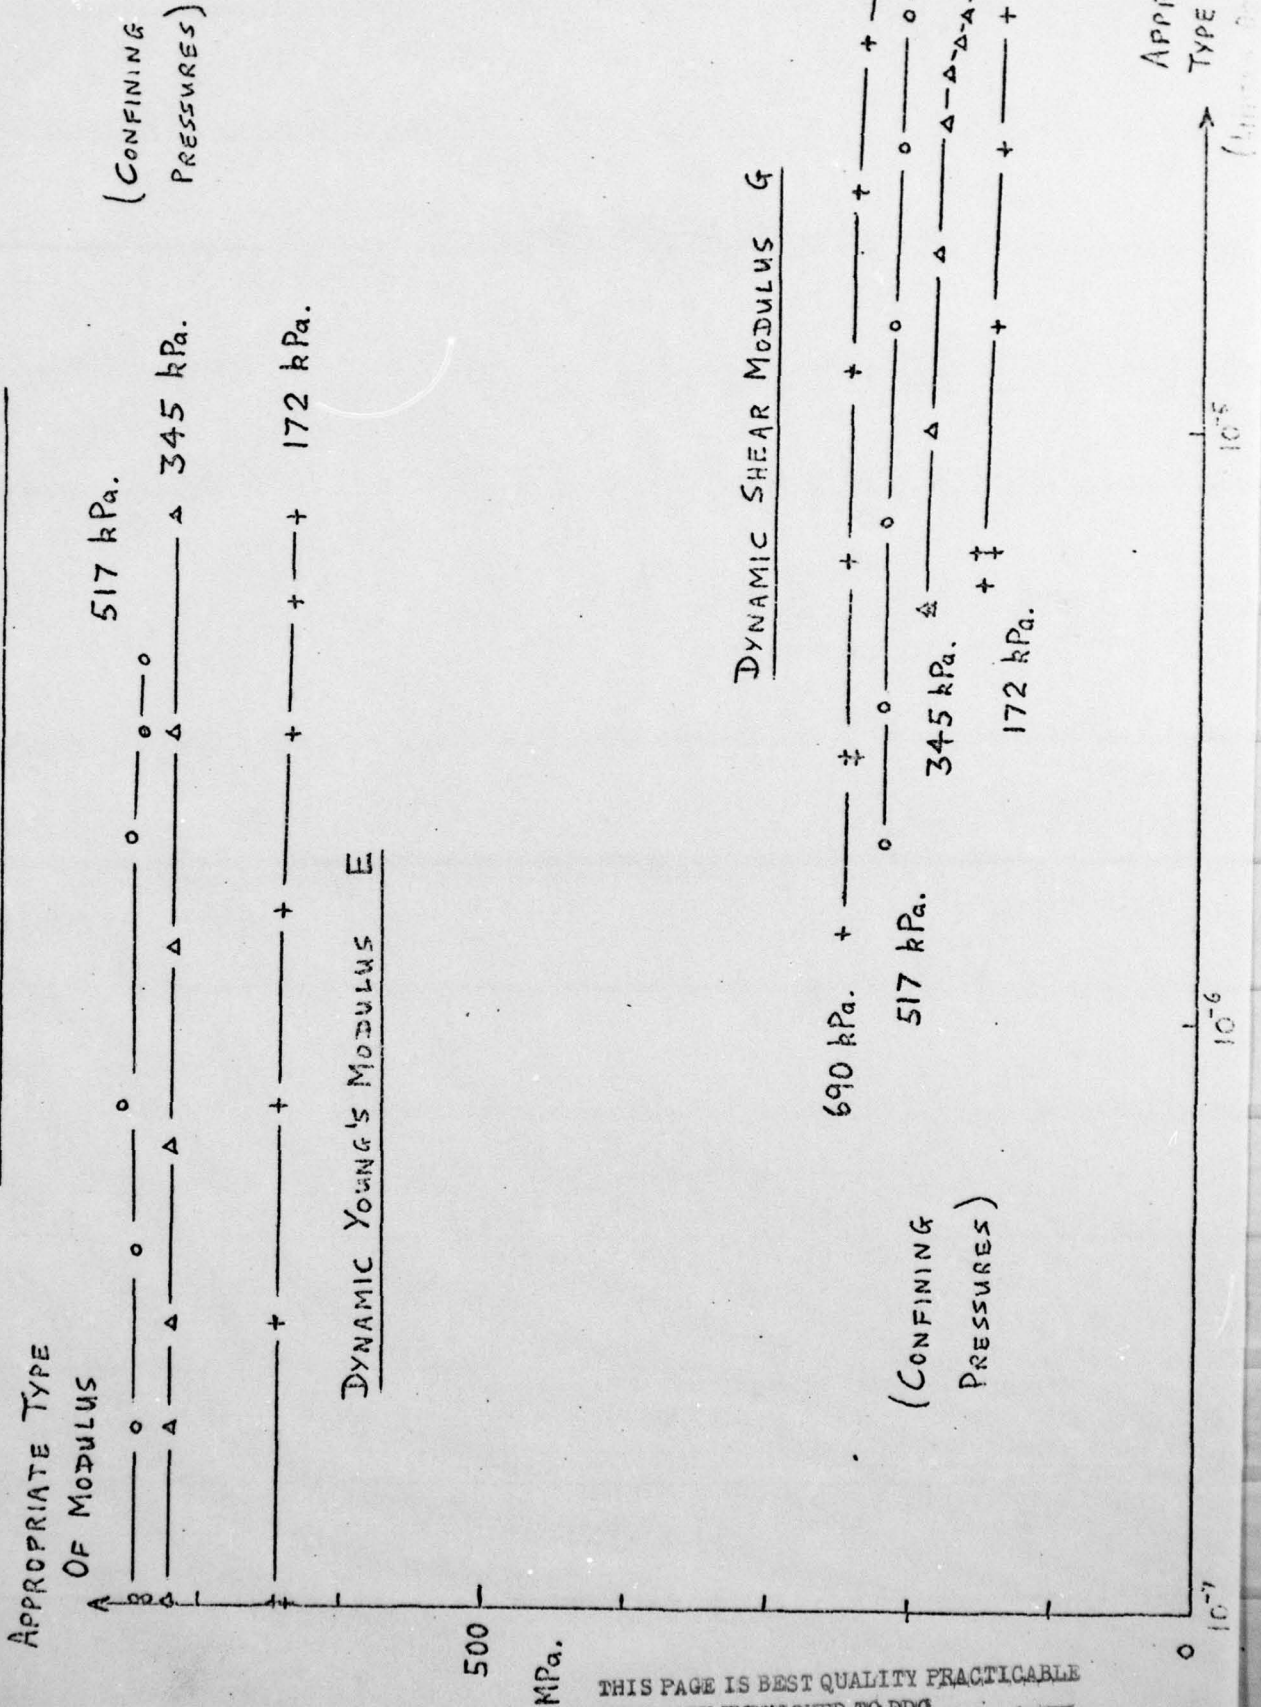 APPROPRIATE TYPE
OF MODULUS
(CONFINING
PRESSURES)
517 kPa.
345 kPa.
172 kPa.
DYNAMIC YOUNG'S MODULUS E
500
MPa.
DYNAMIC SHEAR MODULUS G
690 kPa.
517 kPa.
345 kPa.
172 kPa.
(CONFINING
PRESSURES)
0
10⁻⁷
10⁻⁶
10⁻⁵
TYPE
THIS PAGE IS BEST QUALITY PRACTICABLE